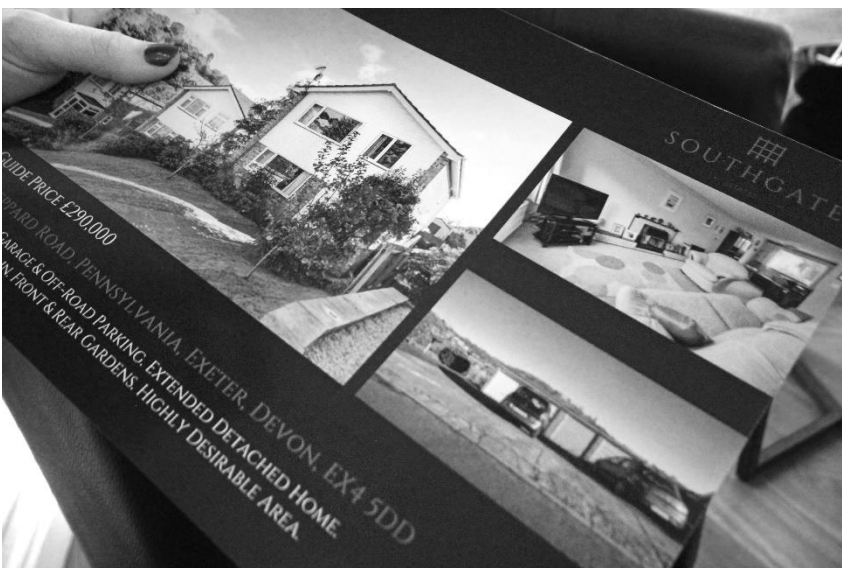 SOUTHGATE
GUIDE PRICE £290,000
ROAD, PENNSYLVANIA, EXETER, DEVON, EX4 5DD
GARAGE & OFF-ROAD PARKING, EXTENDED DETACHED HOME.
FRONT & REAR GARDENS. HIGHLY DESIRABLE AREA.